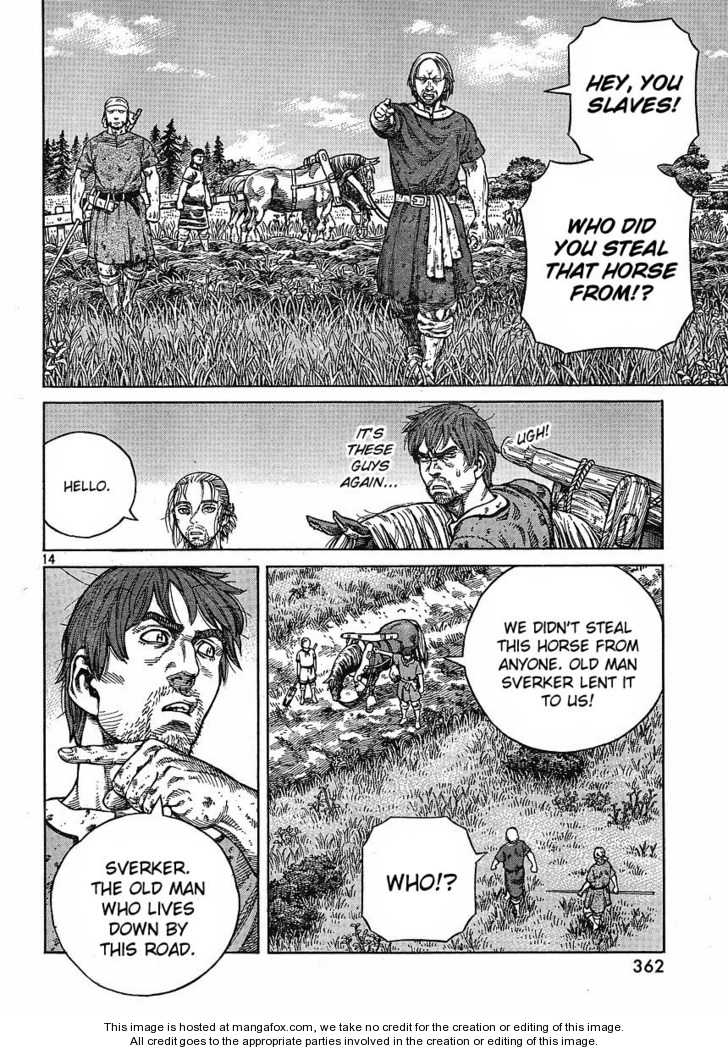 HEY, YOU
SLAVES!
WHO DID
YOU STEAL
THAT HORSE
FROM!?
UGH!
IT'S
THESE
GUYS
AGAIN...
HELLO.
14
WE DIDN'T STEAL
THIS HORSE FROM
ANYONE. OLD MAN
SVERKER LENT IT
TO US!
WHO!?
SVERKER.
THE OLD MAN
WHO LIVES
DOWN BY
THIS ROAD.
362
This image is hosted at mangafox.com, we take no credit for the creation or editing of this image.
All credit goes to the appropriate parties involved in the creation or editing of this image.